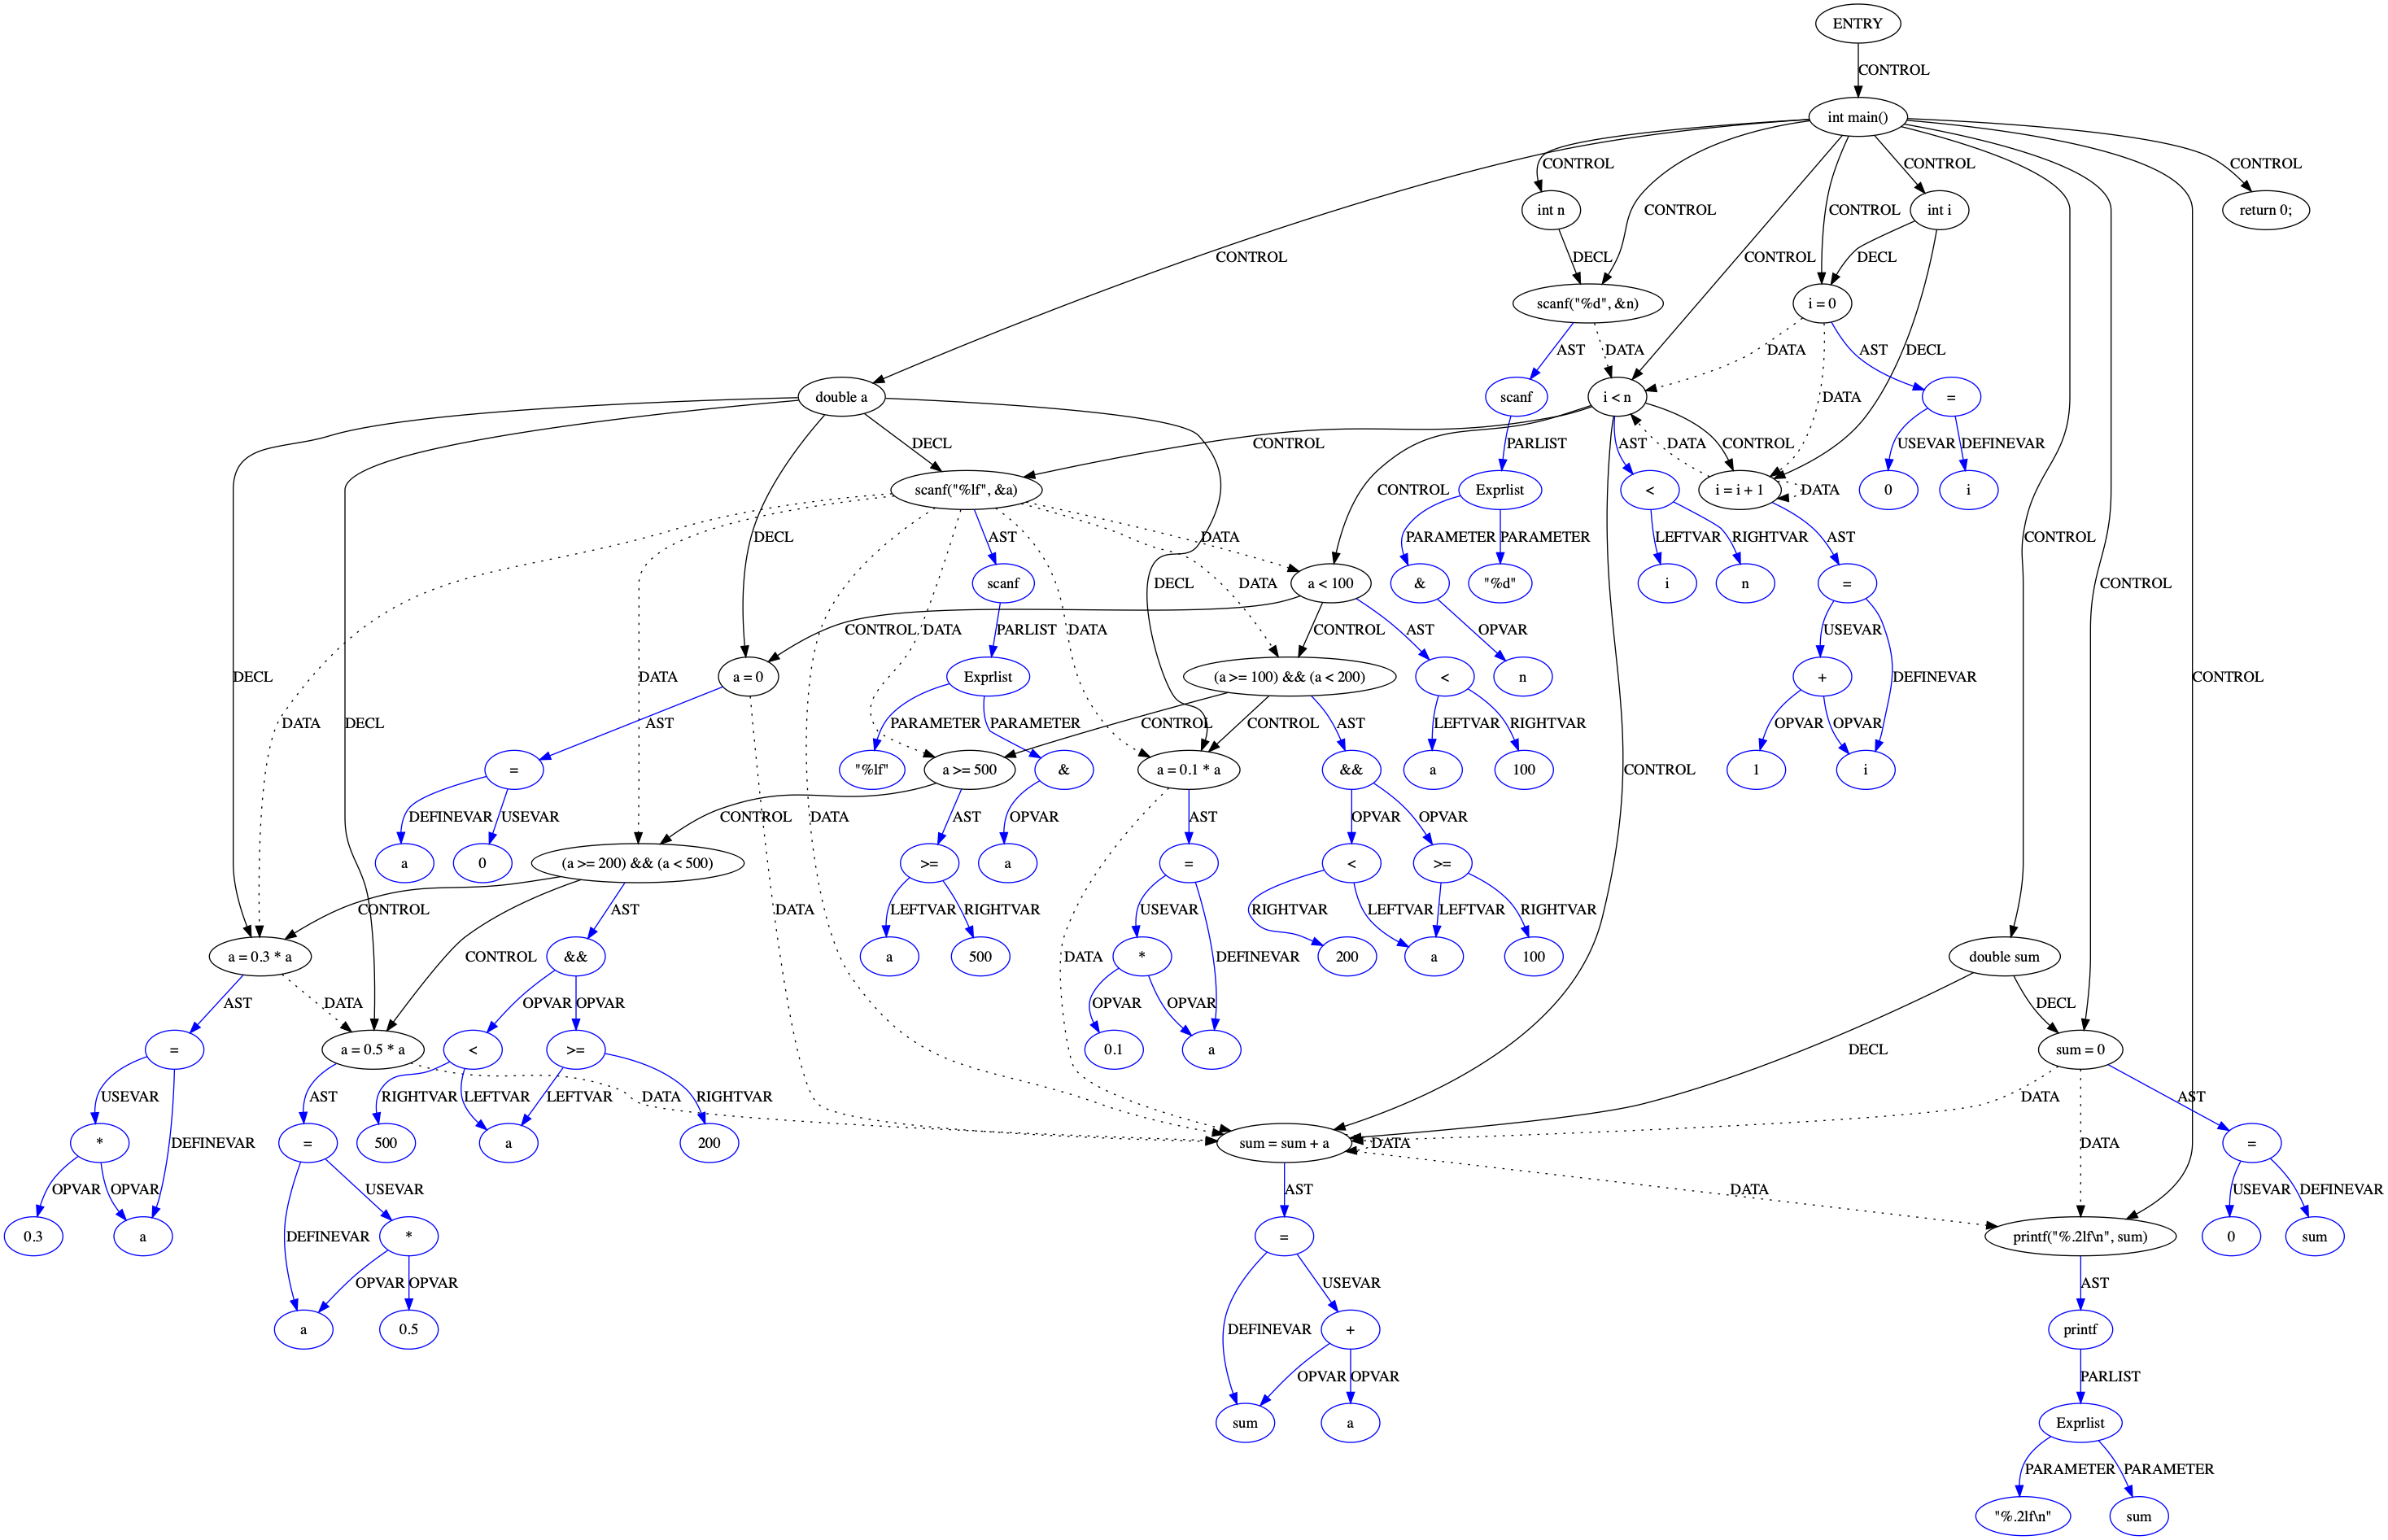 ENTRY
CONTROL
int main()
CONTROL CONTROL CONTROL
int n int i return 0;
CONTROL CONTROL
CONTROL CONTROL DECL DECL
scanf("%d", &n) i = 0
AST DATA DATA AST DECL
double a scanf i < n =
DECL CONTROL PARLIST AST DATA CONTROL DATA USEVAR DEFINEVAR
scanf("%lf", &a) Exprlist < i = i + 1 DATA 0 i
CONTROL
DECL AST DATA PARAMETER PARAMETER LEFTVAR RIGHTVAR AST CONTROL
scanf a < 100 & "%d" i n =
DECL DATA CONTROL
CONTROL DATA PARLIST DATA CONTROL AST OPVAR USEVAR
DECL DATA a = 0 Exprlist (a >= 100) && (a < 200) < n + DEFINEVAR CONTROL
DATA DECL AST PARAMETER PARAMETER CONTROL CONTROL AST LEFTVAR RIGHTVAR OPVAR OPVAR
= "%lf" a >= 500 & a = 0.1 * a && a 100 1 i
CONTROL
DEFINEVAR USEVAR CONTROL DATA AST OPVAR AST OPVAR OPVAR
a 0 (a >= 200) && (a < 500) >= a = < >=
CONTROL AST DATA LEFTVAR RIGHTVAR USEVAR RIGHTVAR LEFTVAR LEFTVAR RIGHTVAR
a = 0.3 * a CONTROL && a 500 DATA * DEFINEVAR 200 a 100 double sum
AST DATA OPVAR OPVAR OPVAR OPVAR DECL
= a = 0.5 * a < >= 0.1 a DECL sum = 0
USEVAR AST RIGHTVAR LEFTVAR LEFTVAR DATA RIGHTVAR DATA AST
* DEFINEVAR = 500 a 200 sum = sum + a DATA DATA =
OPVAR OPVAR USEVAR AST DATA USEVAR DEFINEVAR
0.3 a DEFINEVAR * = printf("%.2lf\n", sum) 0 sum
OPVAR OPVAR USEVAR AST
a 0.5 DEFINEVAR + printf
OPVAR OPVAR PARLIST
sum a Exprlist
PARAMETER PARAMETER
"%.2lf\n" sum